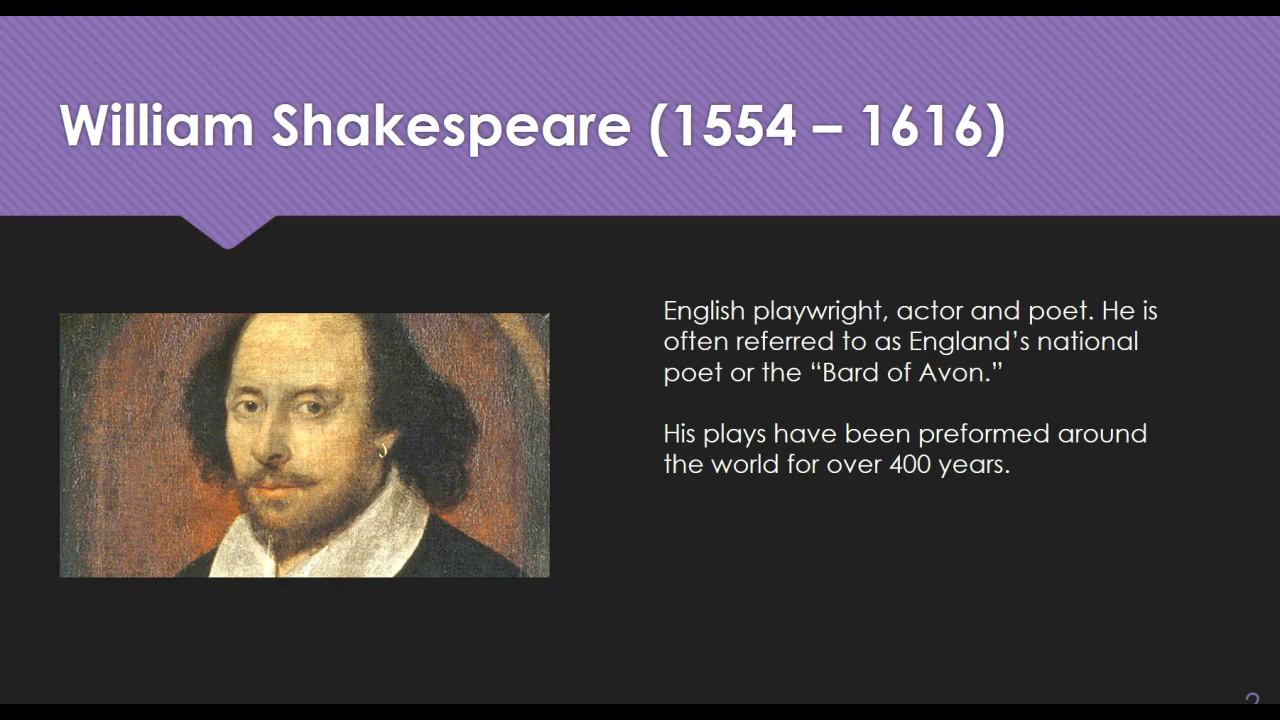 William Shakespeare (1554 – 1616)
English playwright, actor and poet. He is
often referred to as England’s national
poet or the “Bard of Avon.”
His plays have been preformed around
the world for over 400 years.
2